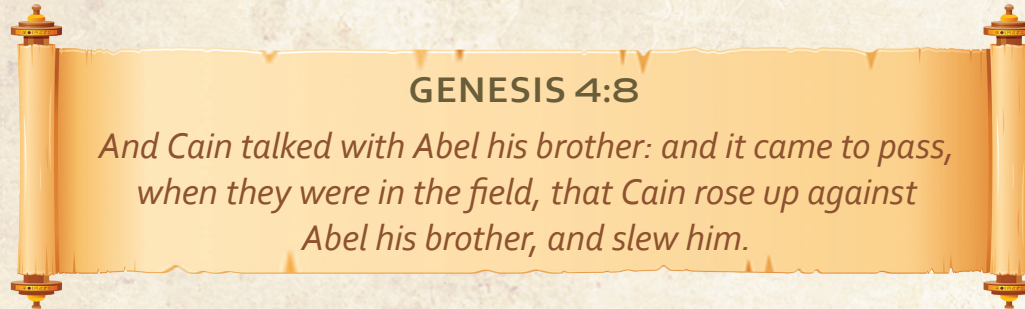 GENESIS 4:8
And Cain talked with Abel his brother: and it came to pass,
when they were in the field, that Cain rose up against
Abel his brother, and slew him.